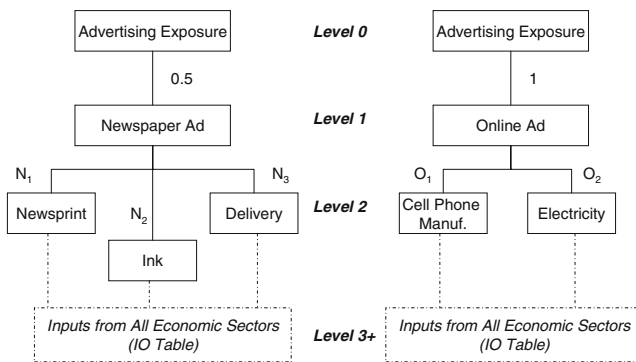 Advertising Exposure
Level 0
Advertising Exposure
0.5
1
Newspaper Ad
Level 1
Online Ad
N1
N2
N3
O1
O2
Newsprint
Ink
Delivery
Level 2
Cell Phone
Manuf.
Electricity
Inputs from All Economic Sectors
(IO Table)
Level 3+
Inputs from All Economic Sectors
(IO Table)